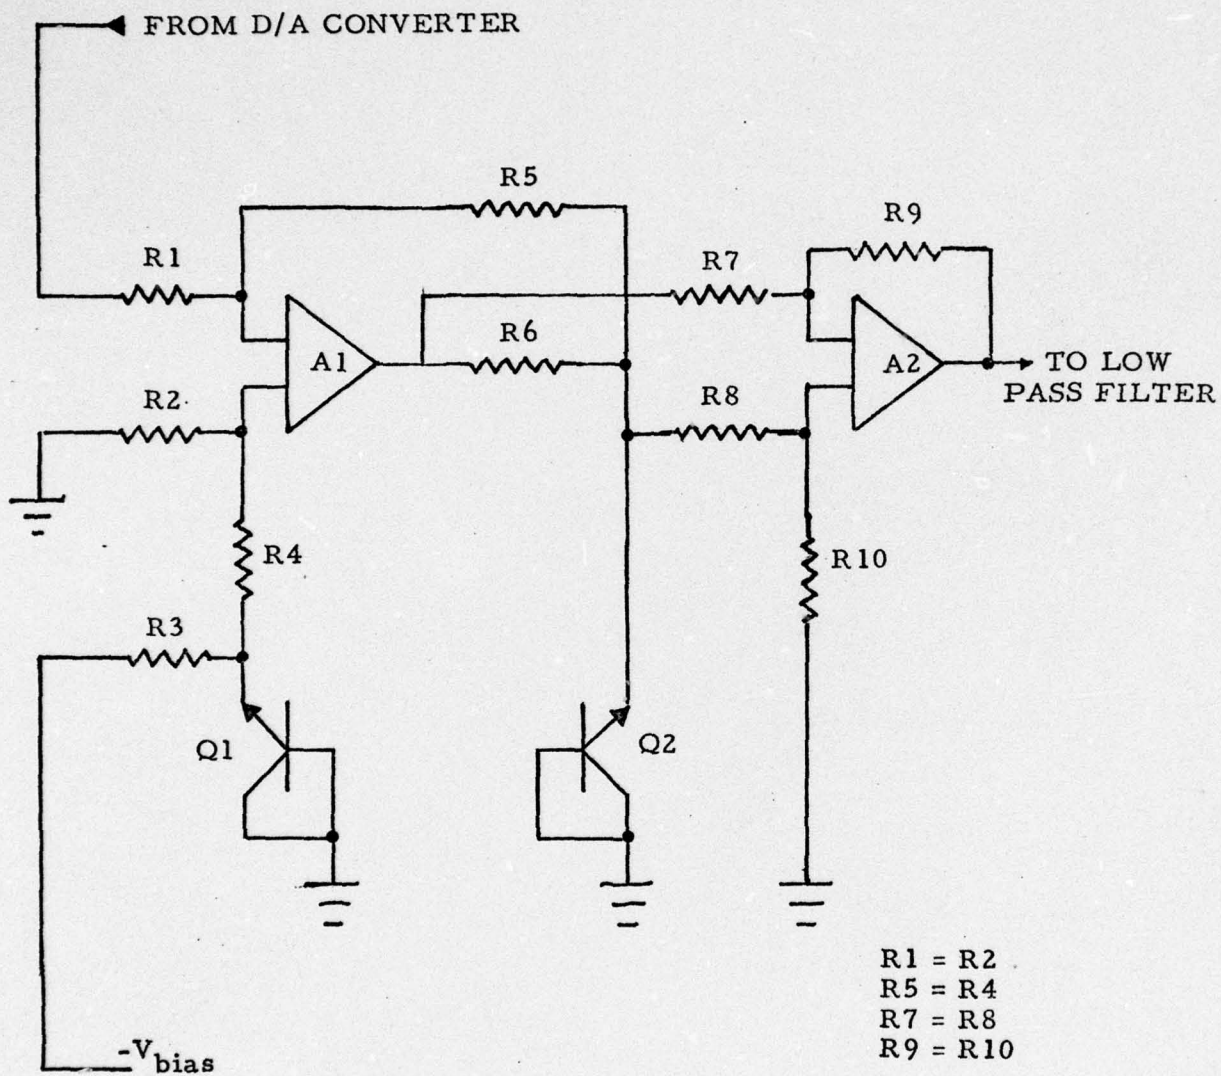 FROM D/A CONVERTER
R5
R9
R1
R7
R6
A1
A2
TO LOW
PASS FILTER
R2
R8
R4
R10
R3
Q1
Q2
R1 = R2
R5 = R4
R7 = R8
R9 = R10
-Vbias